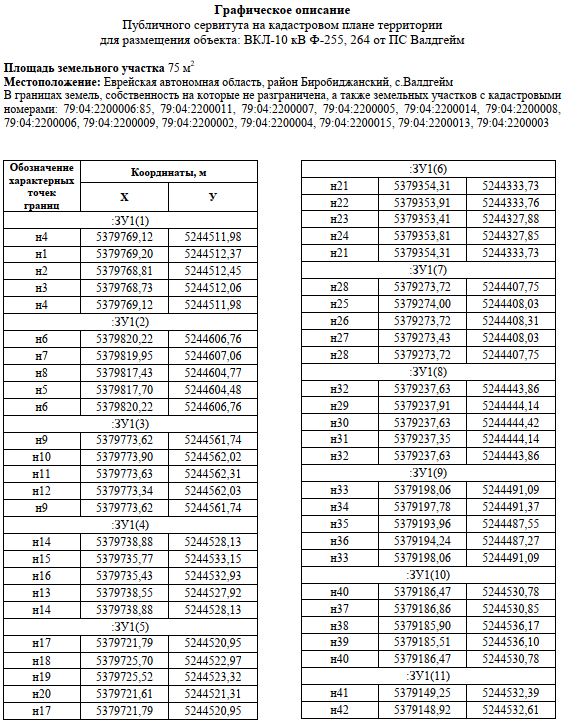 Графическое описание
Публичного сервитута на кадастровом плане территории
для размещения объекта: ВКЛ-10 кВ Ф-255, 264 от ПС Валдгейм
Площадь земельного участка 75 м2
Местоположение: Еврейская автономная область, район Биробиджанский, с.Валдгейм
В границах земель, собственность на которые не разграничена, а также земельных участков с кадастровыми
номерами: 79:04:2200006:85, 79:04:2200011, 79:04:2200007, 79:04:2200005, 79:04:2200014, 79:04:2200008,
79:04:2200006, 79:04:2200009, 79:04:2200002, 79:04:2200004, 79:04:2200015, 79:04:2200013, 79:04:2200003
Обозначение характерных точек границ Координаты, м
X У
:ЗУ1(1)
н4 5379769,12 5244511,98
н1 5379769,20 5244512,37
н2 5379768,81 5244512,45
н3 5379768,73 5244512,06
н4 5379769,12 5244511,98
:ЗУ1(2)
н6 5379820,22 5244606,76
н7 5379819,95 5244607,06
н8 5379817,43 5244604,77
н5 5379817,70 5244604,48
н6 5379820,22 5244606,76
:ЗУ1(3)
н9 5379773,62 5244561,74
н10 5379773,90 5244562,02
н11 5379773,63 5244562,31
н12 5379773,34 5244562,03
н9 5379773,62 5244561,74
:ЗУ1(4)
н14 5379738,88 5244528,13
н15 5379735,77 5244533,15
н16 5379735,43 5244532,93
н13 5379738,55 5244527,92
н14 5379738,88 5244528,13
:ЗУ1(5)
н17 5379721,79 5244520,95
н18 5379725,70 5244522,97
н19 5379725,52 5244523,32
н20 5379721,61 5244521,31
н17 5379721,79 5244520,95
:ЗУ1(6)
н21 5379354,31 5244333,73
н22 5379353,91 5244333,76
н23 5379353,41 5244327,88
н24 5379353,81 5244327,85
н21 5379354,31 5244333,73
:ЗУ1(7)
н28 5379273,72 5244407,75
н25 5379274,00 5244408,03
н26 5379273,72 5244408,31
н27 5379273,43 5244408,03
н28 5379273,72 5244407,75
:ЗУ1(8)
н32 5379237,63 5244443,86
н29 5379237,91 5244444,14
н30 5379237,63 5244444,42
н31 5379237,35 5244444,14
н32 5379237,63 5244443,86
:ЗУ1(9)
н33 5379198,06 5244491,09
н34 5379197,78 5244491,37
н35 5379193,96 5244487,55
н36 5379194,24 5244487,27
н33 5379198,06 5244491,09
:ЗУ1(10)
н40 5379186,47 5244530,78
н37 5379186,86 5244530,85
н38 5379185,90 5244536,17
н39 5379185,51 5244536,10
н40 5379186,47 5244530,78
:ЗУ1(11)
н41 5379149,25 5244532,39
н42 5379148,92 5244532,61